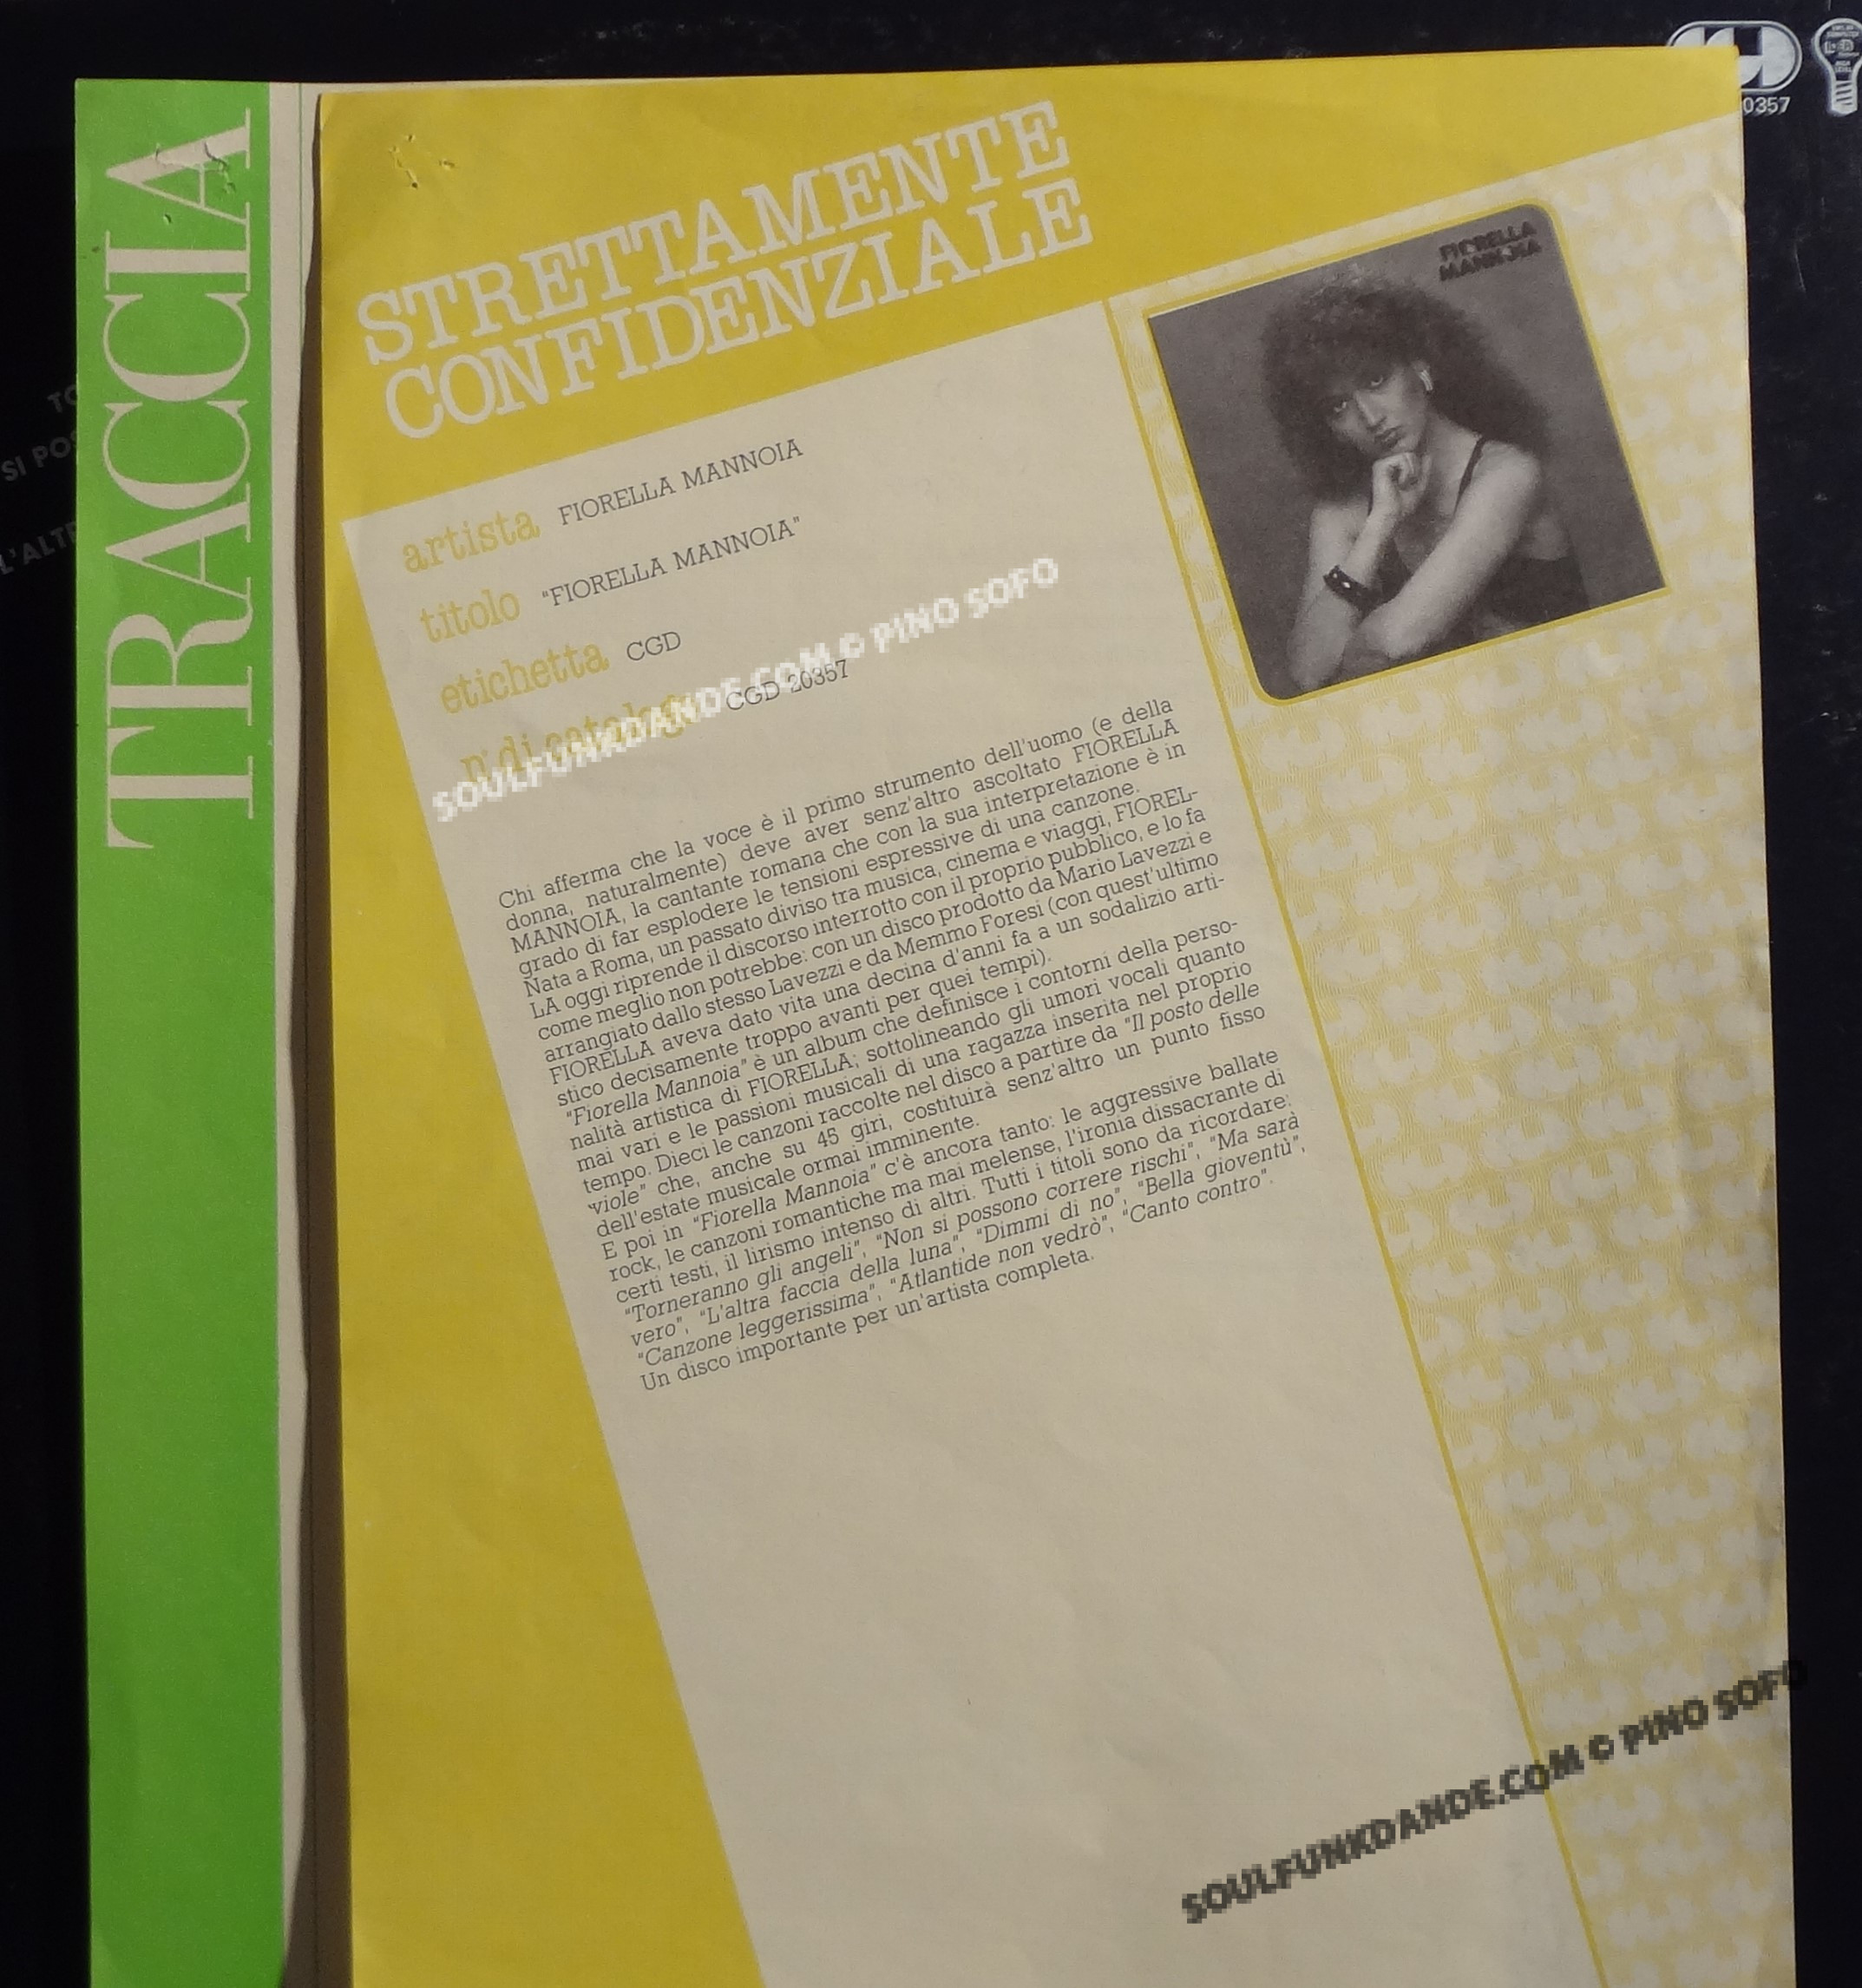 TRACCIA
20357
STRETTAMENTE
CONFIDENZIALE
FIORELLA
MANNOIA
artista FIORELLA MANNOIA
titolo "FIORELLA MANNOIA"
etichetta CGD
n° di catalogo CGD 20357
SOULFUNKDANDE.COM © PINO SOFO
Chi afferma che la voce è il primo strumento dell'uomo (e della
donna, naturalmente) deve aver senz'altro ascoltato FIORELLA
MANNOIA, la cantante romana che con la sua interpretazione è in
grado di far esplodere le tensioni espressive di una canzone.
Nata a Roma, un passato diviso tra musica, cinema e viaggi, FIOREL-
LA oggi riprende il discorso interrotto con il proprio pubblico, e lo fa
come meglio non potrebbe: con un disco prodotto da Mario Lavezzi e
arrangiato dallo stesso Lavezzi e da Memmo Foresi (con quest'ultimo
FIORELLA aveva dato vita una decina d'anni fa a un sodalizio arti-
stico decisamente troppo avanti per quei tempi).
"Fiorella Mannoia" è un album che definisce i contorni della perso-
nalità artistica di FIORELLA; sottolineando gli umori vocali quanto
mai vari e le passioni musicali di una ragazza inserita nel proprio
tempo. Dieci le canzoni raccolte nel disco a partire da "Il posto delle
viole" che, anche su 45 giri, costituirà senz'altro un punto fisso
dell'estate musicale ormai imminente.
E poi in "Fiorella Mannoia" c'è ancora tanto: le aggressive ballate
rock, le canzoni romantiche ma mai melense, l'ironia dissacrante di
certi testi, il lirismo intenso di altri. Tutti i titoli sono da ricordare:
"Torneranno gli angeli", "Non si possono correre rischi", "Ma sarà
vero", "L'altra faccia della luna", "Dimmi di no", "Bella gioventù",
"Canzone leggerissima", "Atlantide non vedrò", "Canto contro".
Un disco importante per un'artista completa.
SOULFUNKDANDE.COM © PINO SOFO